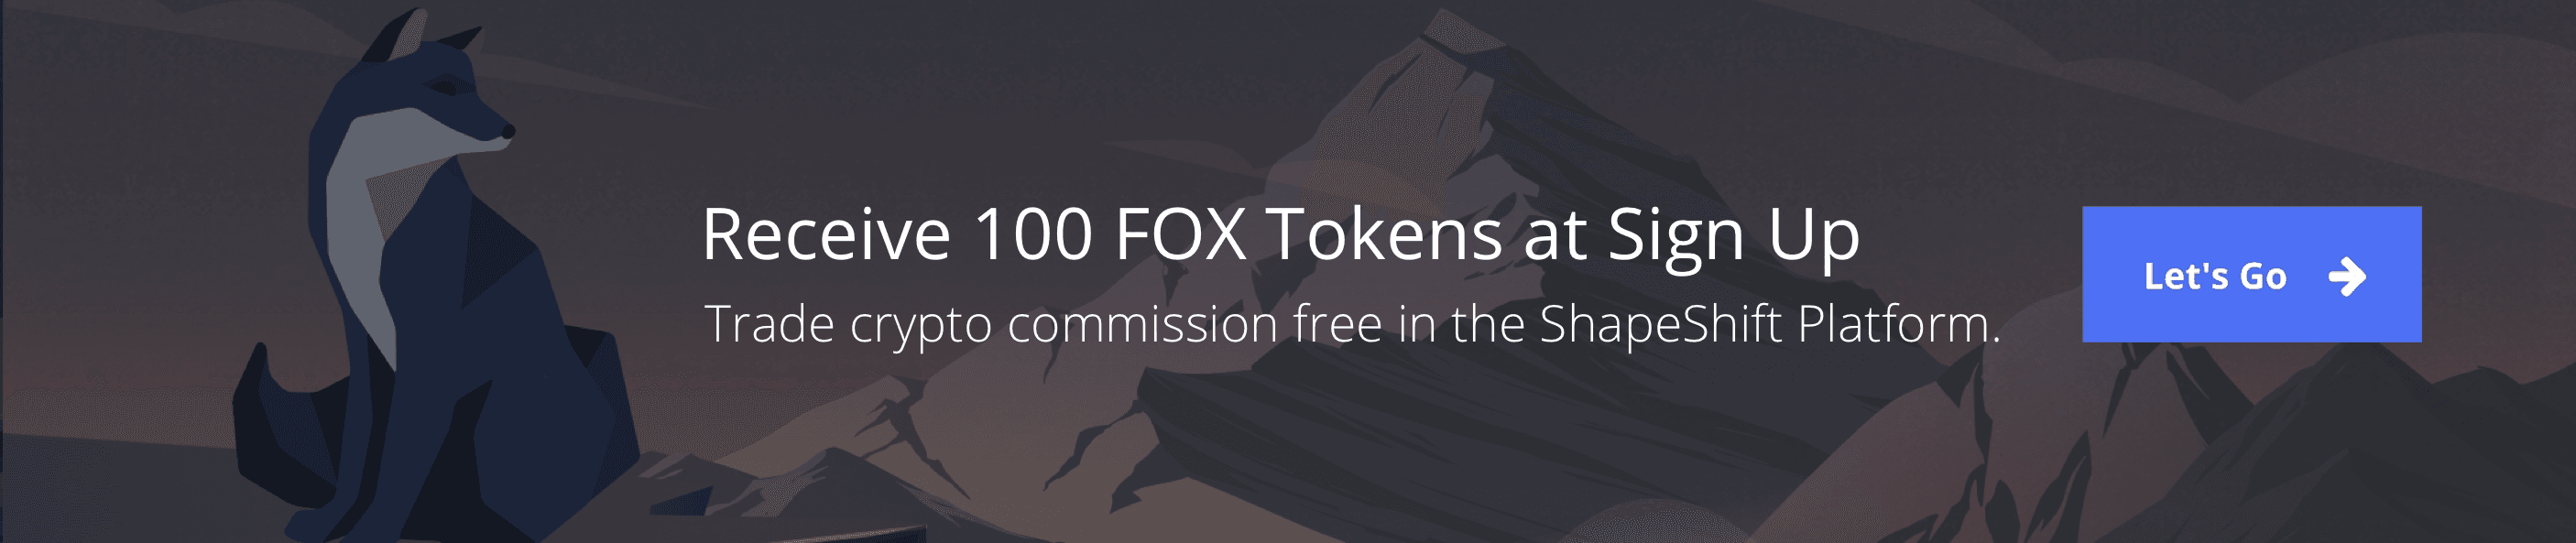 Receive 100 FOX Tokens at Sign Up
Trade crypto commission free in the ShapeShift Platform.
Let's Go